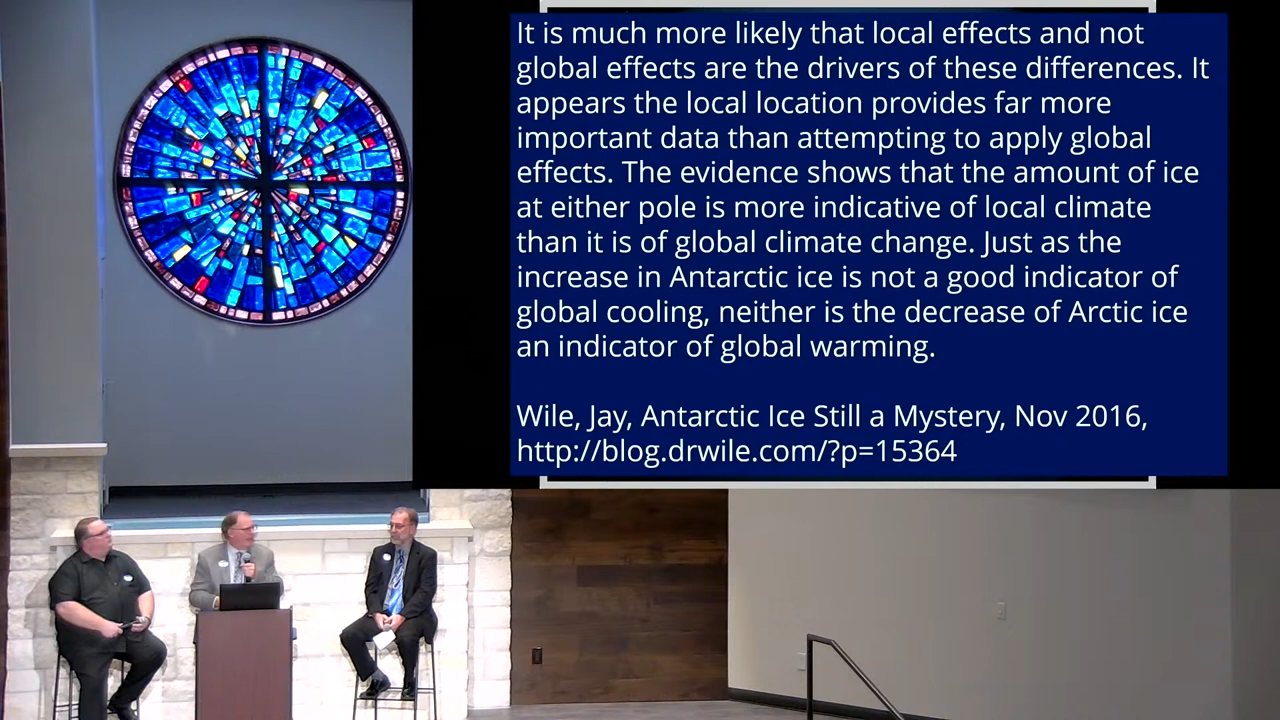 It is much more likely that local effects and not
global effects are the drivers of these differences. It
appears the local location provides far more
important data than attempting to apply global
effects. The evidence shows that the amount of ice
at either pole is more indicative of local climate
than it is of global climate change. Just as the
increase in Antarctic ice is not a good indicator of
global cooling, neither is the decrease of Arctic ice
an indicator of global warming.
Wile, Jay, Antarctic Ice Still a Mystery, Nov 2016,
http://blog.drwile.com/?p=15364